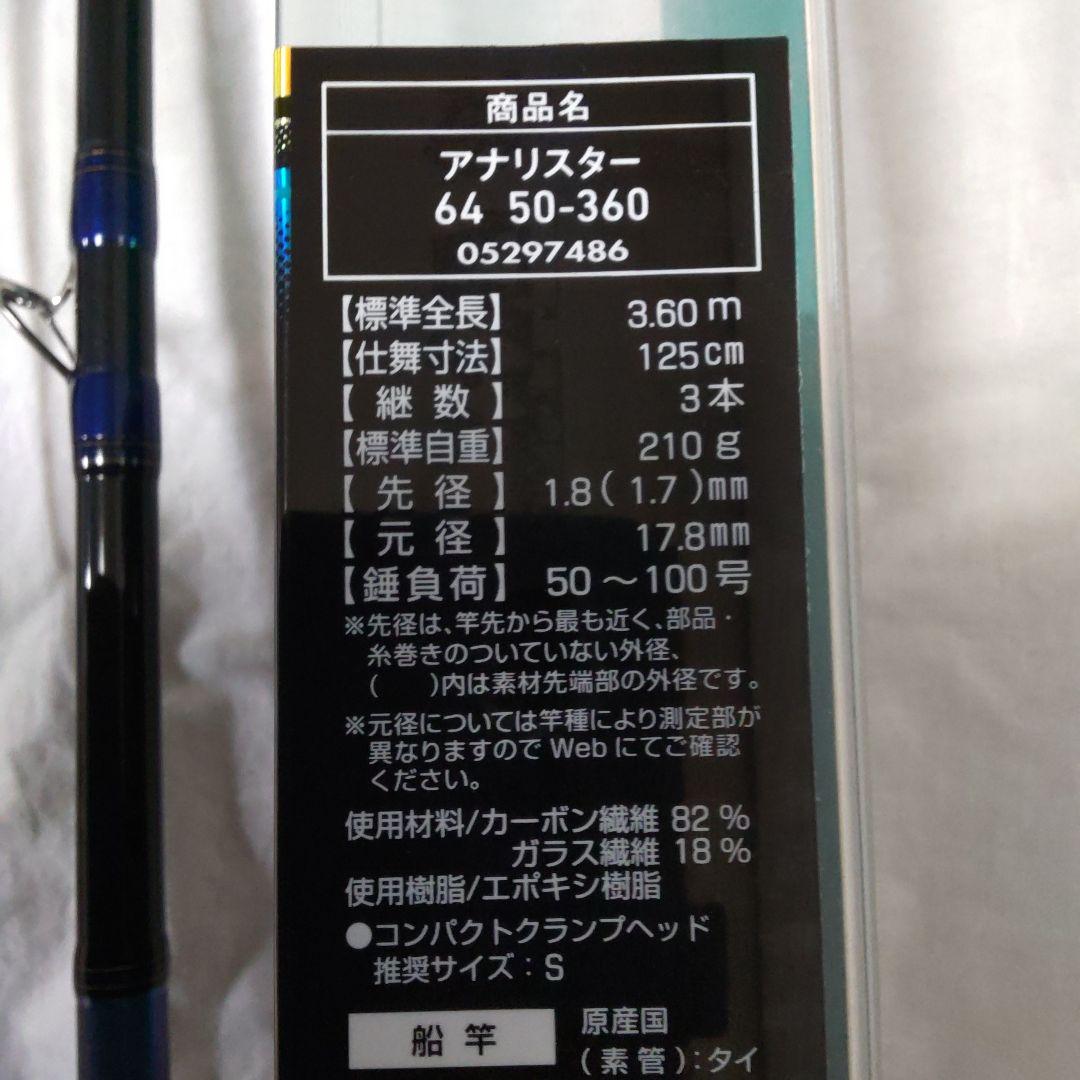 商品名
アナリスター
64 50-360
05297486
【標準全長】 3.60m
【仕舞寸法】 125cm
【継数】 3本
【標準自重】 210g
【先径】 1.8(1.7)mm
【元径】 17.8mm
【錘負荷】 50～100号
※先径は、竿先から最も近く、部品・
糸巻きのついていない外径、
(　　)内は素材先端部の外径です。
※元径については竿種により測定部が
異なりますのでWebにてご確認
ください。
使用材料/カーボン繊維 82%
ガラス繊維 18%
使用樹脂/エポキシ樹脂
●コンパクトクランプヘッド
推奨サイズ：S
船竿
原産国
(素管)：タイ